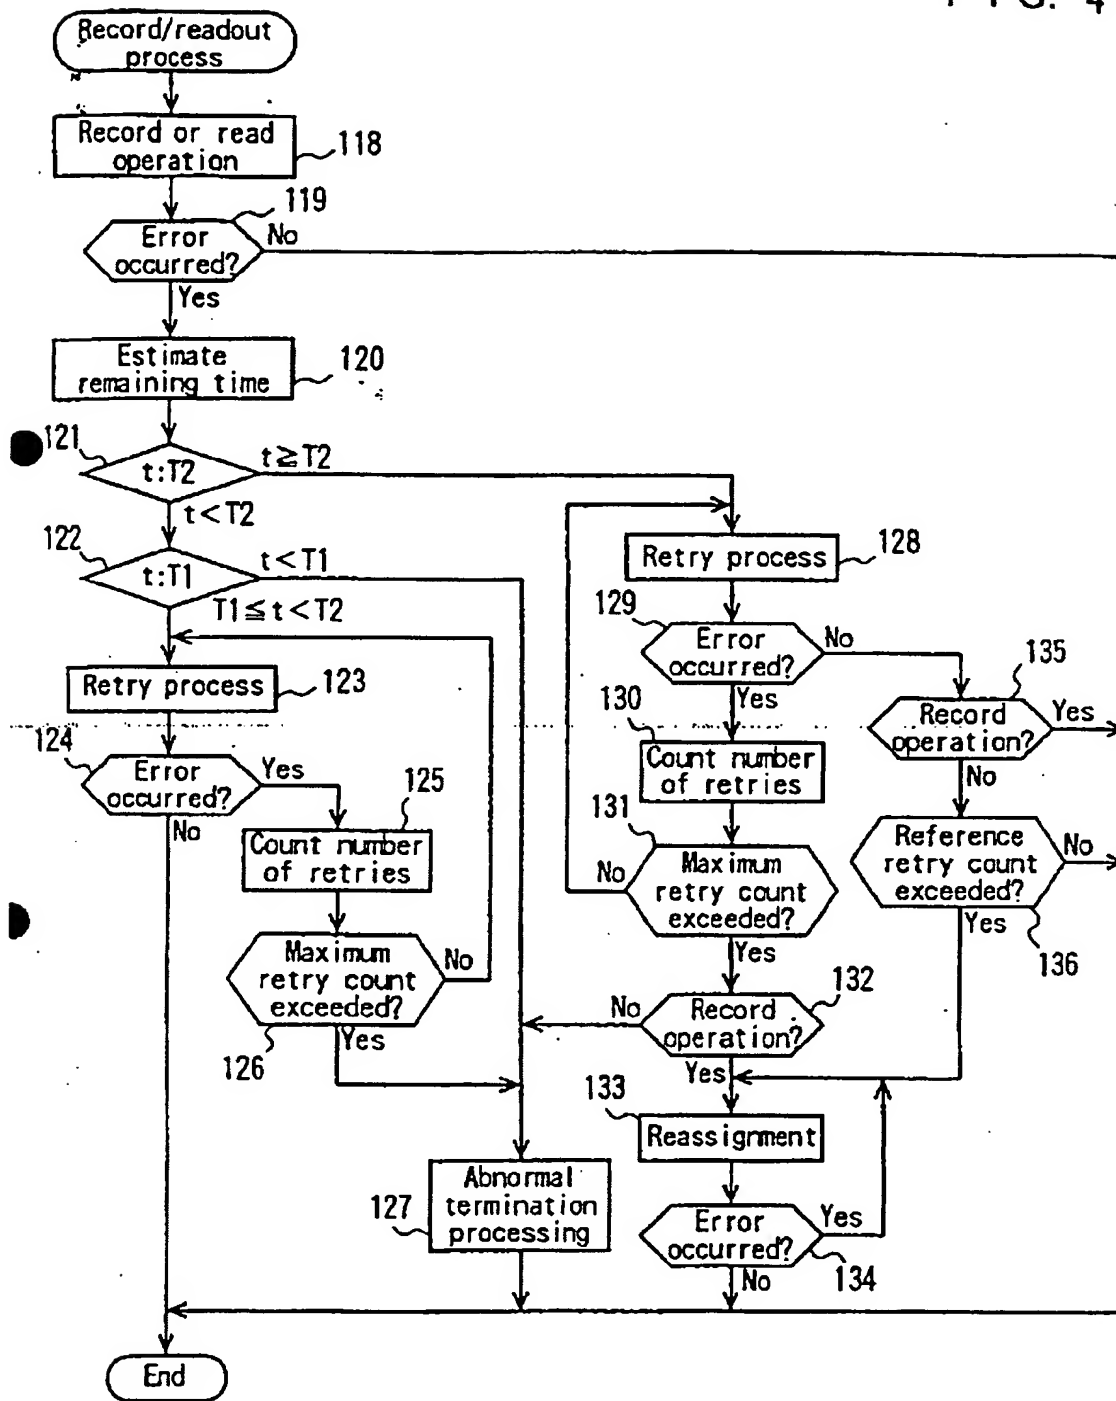 FIG. 4
Record/readout
process
Record or read
operation
118
119
Error
occurred?
No
Yes
Estimate
remaining time
120
121
t:T2
t≧T2
t<T2
122
t:T1
t<T1
T1≦t<T2
Retry process
123
124
Error
occurred?
Yes
No
125
Count number
of retries
Maximum
retry count
exceeded?
No
Yes
126
Abnormal
termination
processing
127
Retry process
128
129
Error
occurred?
No
Yes
130
Count number
of retries
131
Maximum
retry count
exceeded?
No
Yes
132
Record
operation?
No
Yes
133
Reassignment
Error
occurred?
Yes
No
134
135
Record
operation?
Yes
No
Reference
retry count
exceeded?
No
Yes
136
End